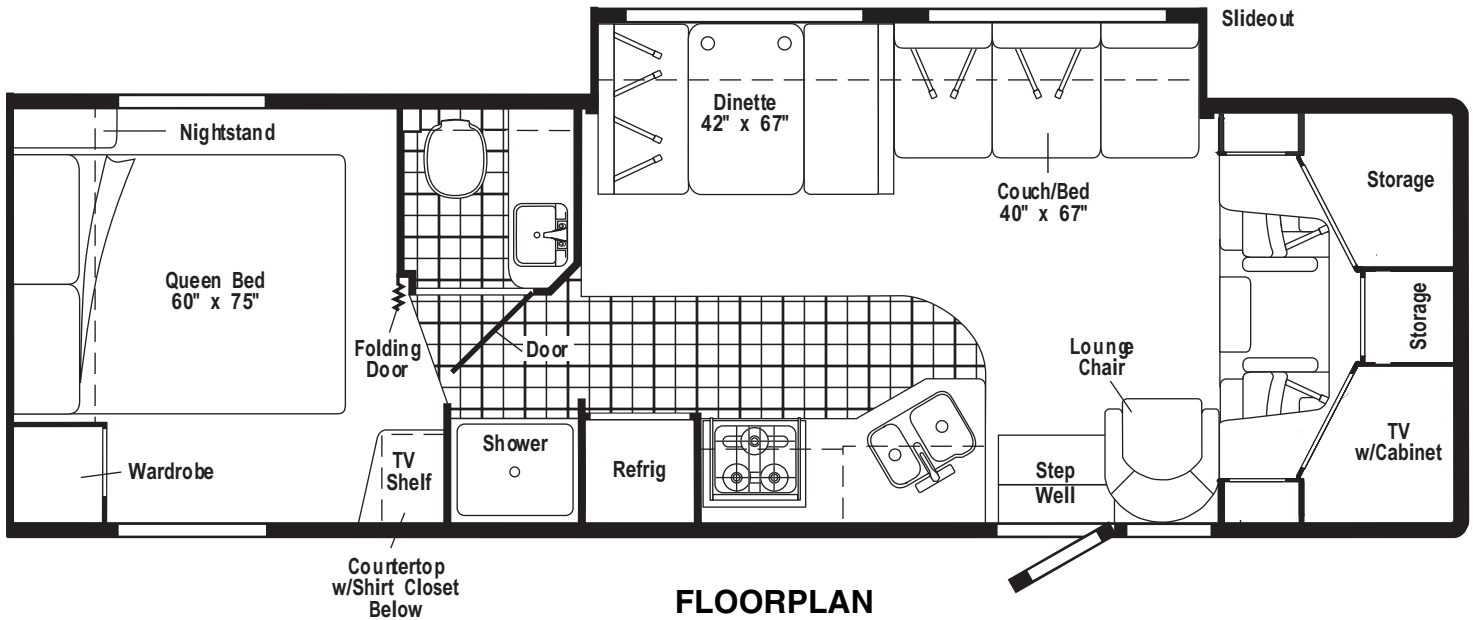 Slideout
Nightstand
Dinette
42" x 67"
Couch/Bed
40" x 67"
Storage
Queen Bed
60" x 75"
Storage
Folding
Door
Door
Lounge
Chair
Wardrobe
TV
Shelf
Shower
Refrig
Step
Well
TV
w/Cabinet
Countertop
w/Shirt Closet
Below
FLOORPLAN